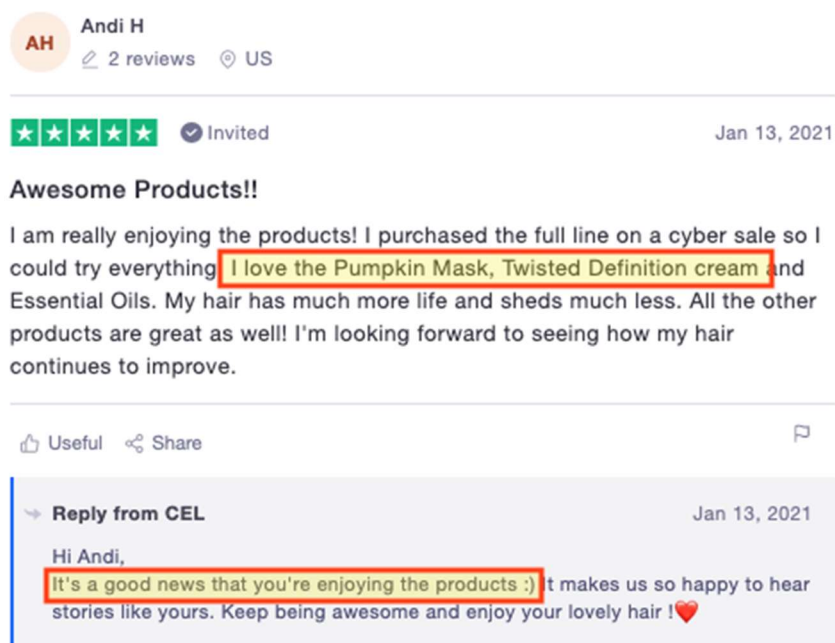 AH
Andi H
2 reviews US
Invited Jan 13, 2021
Awesome Products!!
I am really enjoying the products! I purchased the full line on a cyber sale so I
could try everything I love the Pumpkin Mask, Twisted Definition cream and
Essential Oils. My hair has much more life and sheds much less. All the other
products are great as well! I'm looking forward to seeing how my hair
continues to improve.
Useful Share
Reply from CEL Jan 13, 2021
Hi Andi,
It's a good news that you're enjoying the products :) It makes us so happy to hear
stories like yours. Keep being awesome and enjoy your lovely hair !❤️